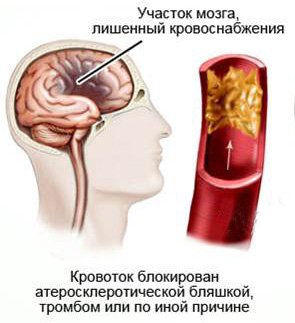 Участок мозга,
лишенный кровоснабжения
Кровоток блокирован
атеросклеротической бляшкой,
тромбом или по иной причине